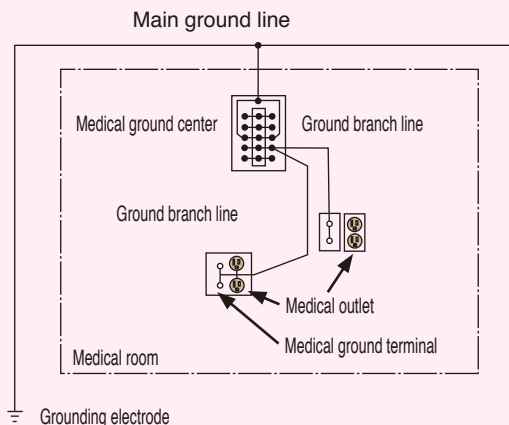 Main ground line
Medical ground center
Ground branch line
Ground branch line
Medical outlet
Medical ground terminal
Medical room
Grounding electrode